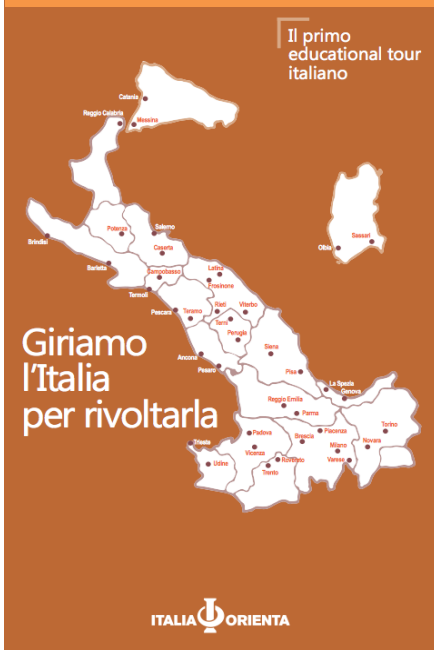 Il primo
educational tour
italiano
Catania
Reggio Calabria
Messina
Potenza
Salerno
Brindisi
Caserta
Olbia
Sassari
Barletta
Campobasso
Latina
Frosinone
Termoli
Pescara
Teramo
Rieti
Viterbo
Terni
Perugia
Siena
Ancona
Pesaro
Pisa
La Spezia
Genova
Giriamo
l'Italia
per rivoltarla
Reggio Emilia
Parma
Trieste
Padova
Brescia
Piacenza
Torino
Vicenza
Milano
Novara
Udine
Rovereto
Trento
Varese
ITALIA ORIENTA